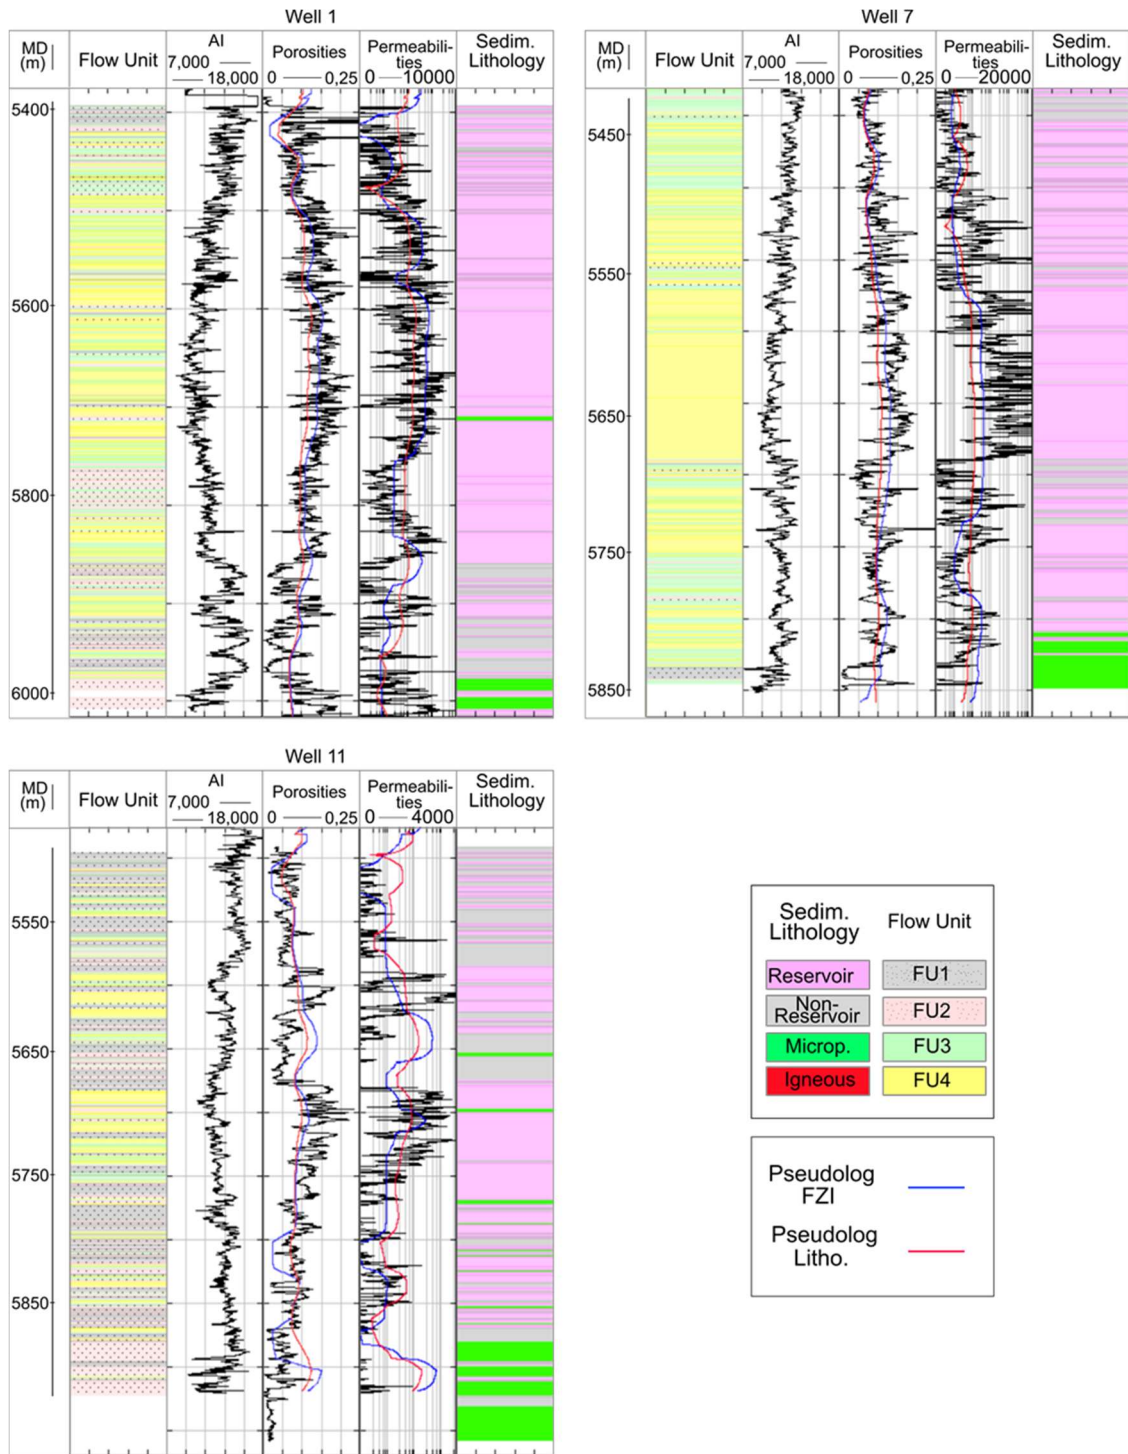 Well 1
MD
(m)
Flow Unit
AI
7,000
18,000
Porosities
0 0,25
Permeabili-
ties
0 10000
Sedim.
Lithology
5400
5600
5800
6000
Well 7
MD
(m)
Flow Unit
AI
7,000
18,000
Porosities
0 0,25
Permeabili-
ties
0 20000
Sedim.
Lithology
5450
5550
5650
5750
5850
Well 11
MD
(m)
Flow Unit
AI
7,000
18,000
Porosities
0 0,25
Permeabili-
ties
0 4000
Sedim.
Lithology
5550
5650
5750
5850
Sedim.
Lithology
Flow Unit
Reservoir FU1
Non-
Reservoir FU2
Microp. FU3
Igneous FU4
Pseudolog
FZI
Pseudolog
Litho.